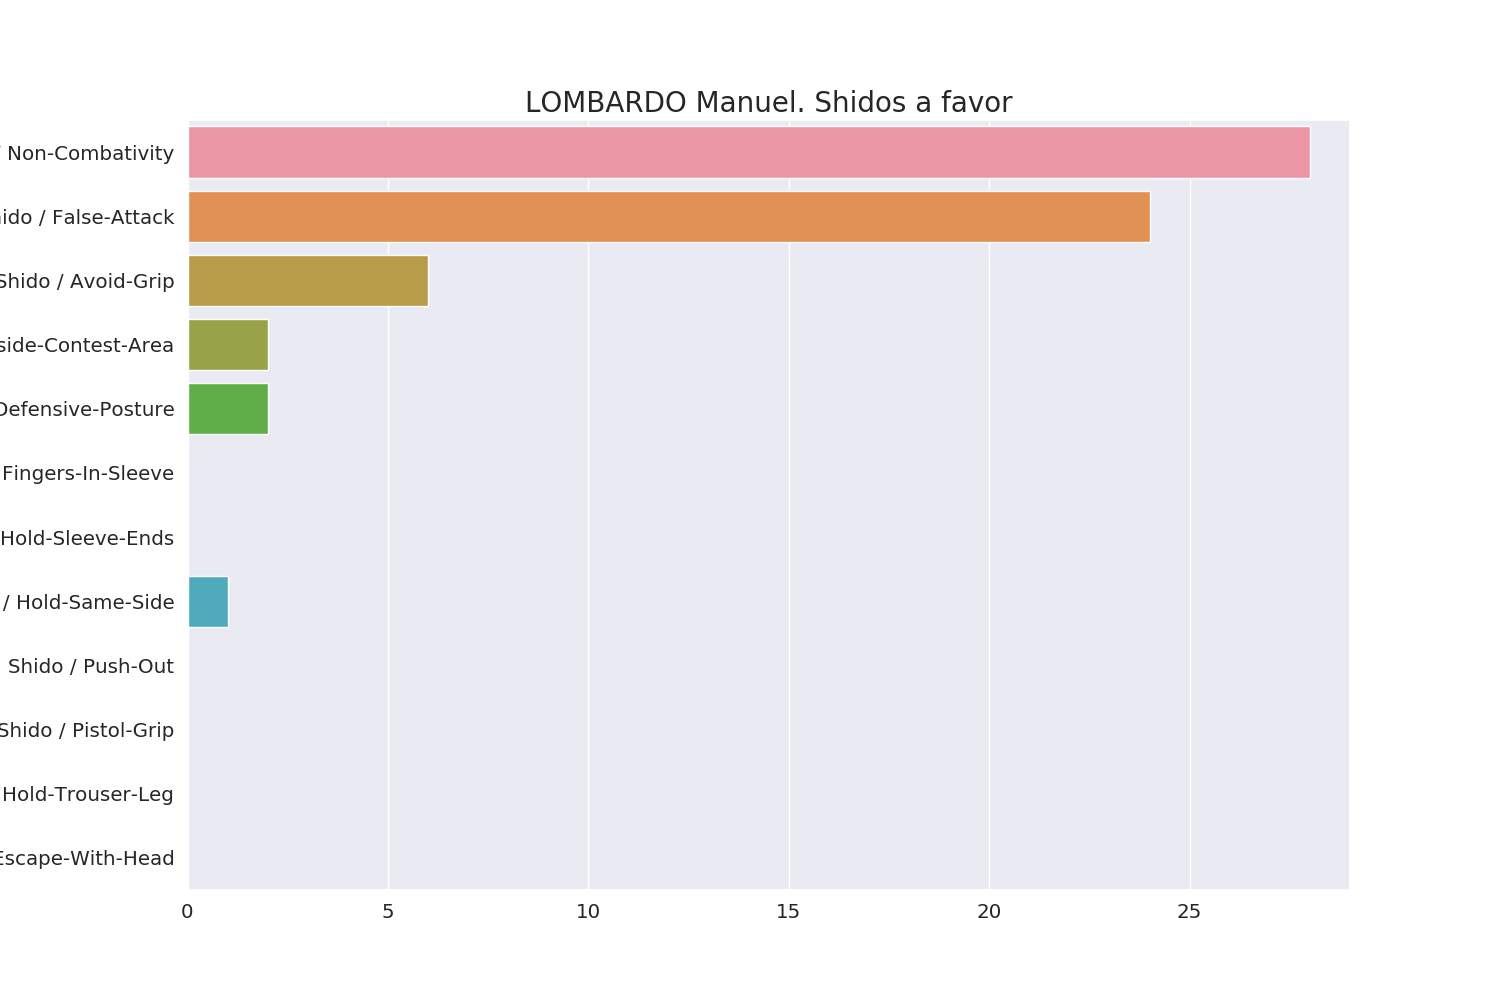 LOMBARDO Manuel. Shidos a favor
/ Non-Combativity
/ False-Attack
Shido / Avoid-Grip
-Contest-Area
Defensive-Posture
Fingers-In-Sleeve
Hold-Sleeve-Ends
/ Hold-Same-Side
Shido / Push-Out
Shido / Pistol-Grip
Hold-Trouser-Leg
Escape-With-Head
0 5 10 15 20 25